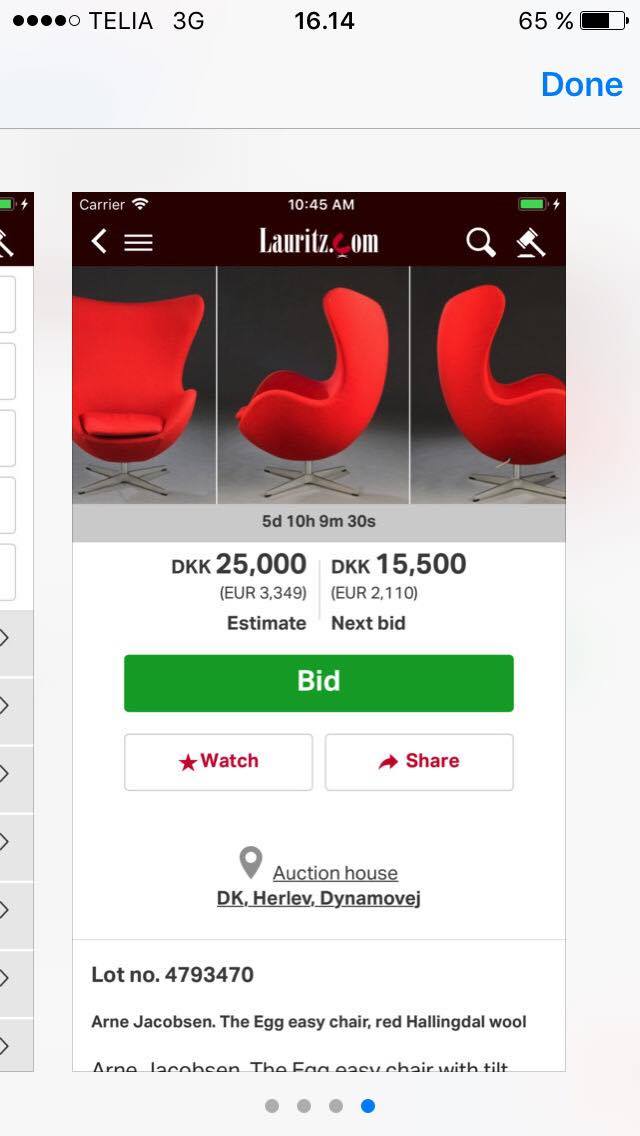 TELIA 3G 16.14 65 %
Done
Carrier 10:45 AM
Lauritz.com
5d 10h 9m 30s
DKK 25,000 DKK 15,500
(EUR 3,349) (EUR 2,110)
Estimate Next bid
Bid
Watch Share
Auction house
DK, Herlev, Dynamovej
Lot no. 4793470
Arne Jacobsen. The Egg easy chair, red Hallingdal wool
Arne Jacobsen. The Egg easy chair with tilt